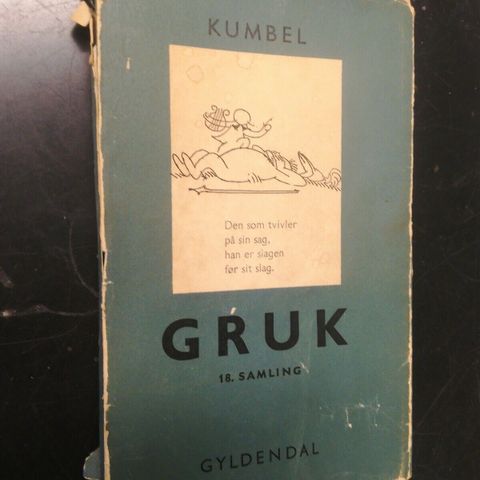 KUMBEL
Den som tvivler
på sin sag,
han er slagen
før sit slag.
GRUK
18. SAMLING
GYLDENDAL